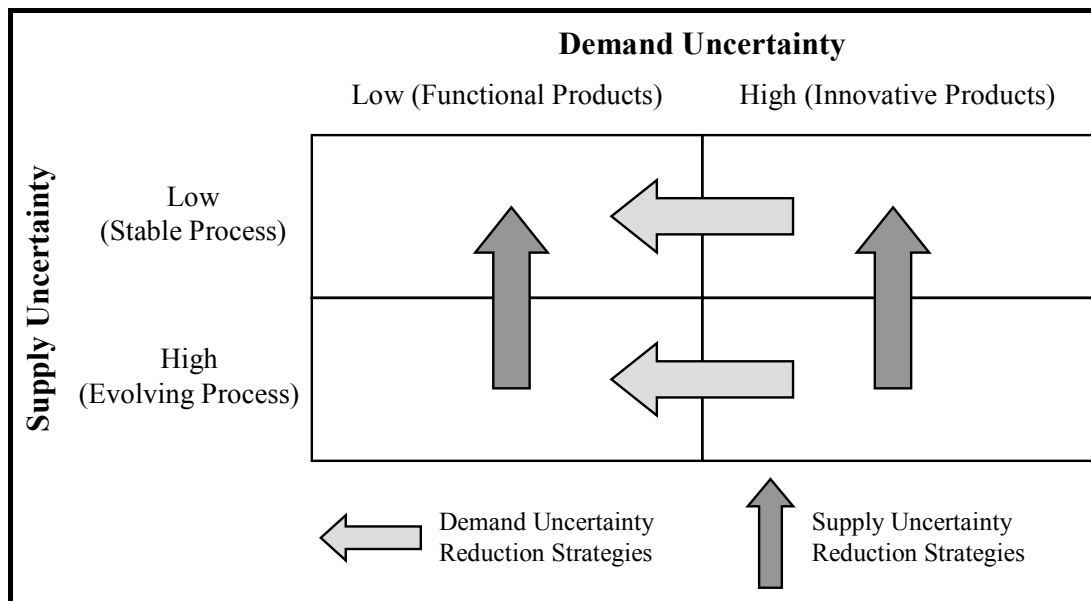 Demand Uncertainty
Low (Functional Products)
High (Innovative Products)
Supply Uncertainty
Low
(Stable Process)
High
(Evolving Process)
Demand Uncertainty
Reduction Strategies
Supply Uncertainty
Reduction Strategies